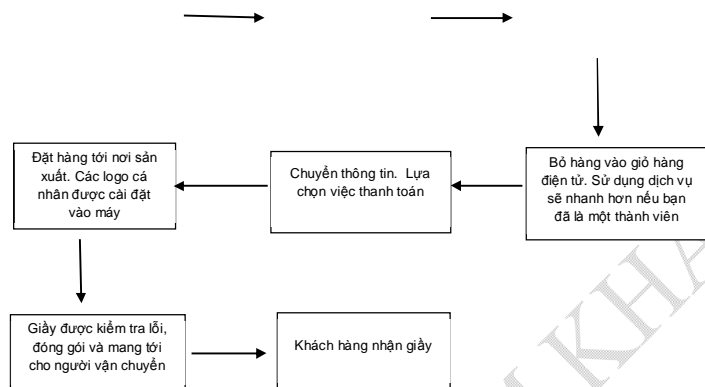 Đặt hàng tới nơi sản
xuất. Các logo cá
nhân được cài đặt
vào máy
Chuyển thông tin. Lựa
chọn việc thanh toán
Bỏ hàng vào giỏ hàng
điện tử. Sử dụng dịch vụ
sẽ nhanh hơn nếu bạn
đã là một thành viên
Giầy được kiểm tra lỗi,
đóng gói và mang tới
cho người vận chuyển
Khách hàng nhận giầy